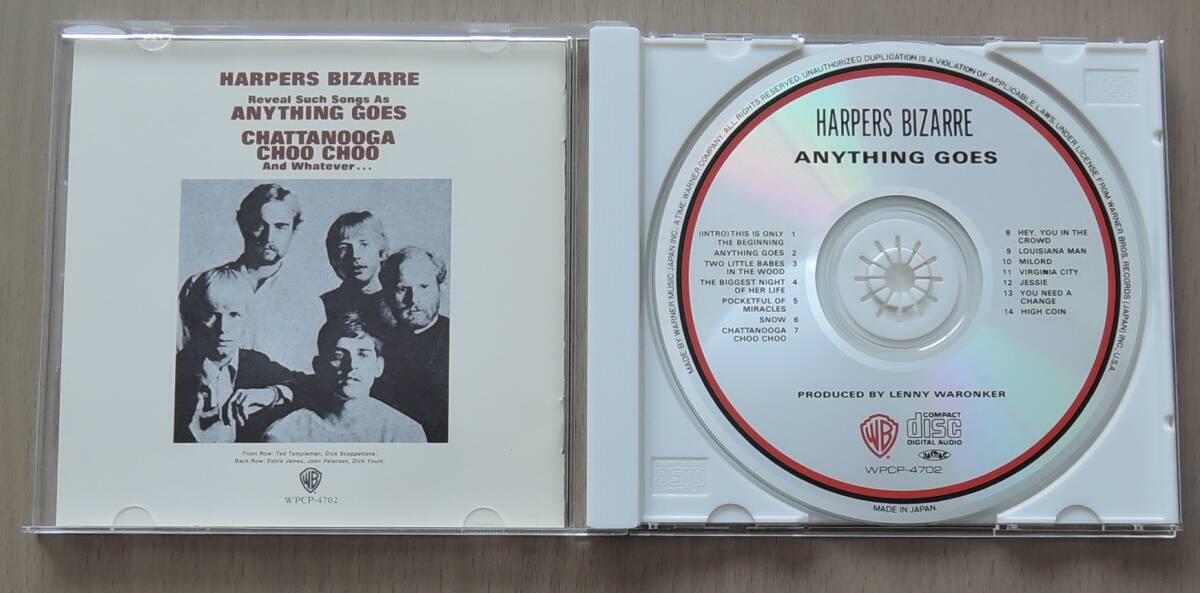 HARPERS BIZARRE
Reveal Such Songs As
ANYTHING GOES
CHATTANOOGA
CHOO CHOO
And Whatever...
Front Row: Ted Templeman, Dick Scoppettone.
Back Row: Eddie James, John Petersen, Dick Yount.
WB
WPCP-4702
MADE BY WARNER MUSIC JAPAN INC. A TIME WARNER COMPANY. ALL RIGHTS RESERVED. UNAUTHORIZED DUPLICATION IS A VIOLATION OF APPLICABLE LAWS. UNDER LICENSE FROM WARNER BROS. RECORDS (JAPAN) INC. U.S.A.
HARPERS BIZARRE
ANYTHING GOES
(INTRO) THIS IS ONLY 1
THE BEGINNING
ANYTHING GOES 2
TWO LITTLE BABES 3
IN THE WOOD
THE BIGGEST NIGHT 4
OF HER LIFE
POCKETFUL OF 5
MIRACLES
SNOW 6
CHATTANOOGA 7
CHOO CHOO
8 HEY, YOU IN THE
CROWD
9 LOUISIANA MAN
10 MILORD
11 VIRGINIA CITY
12 JESSIE
13 YOU NEED A
CHANGE
14 HIGH COIN
PRODUCED BY LENNY WARONKER
WB
COMPACT
disc
DIGITAL AUDIO
JASRAC
WPCP-4702
MADE IN JAPAN